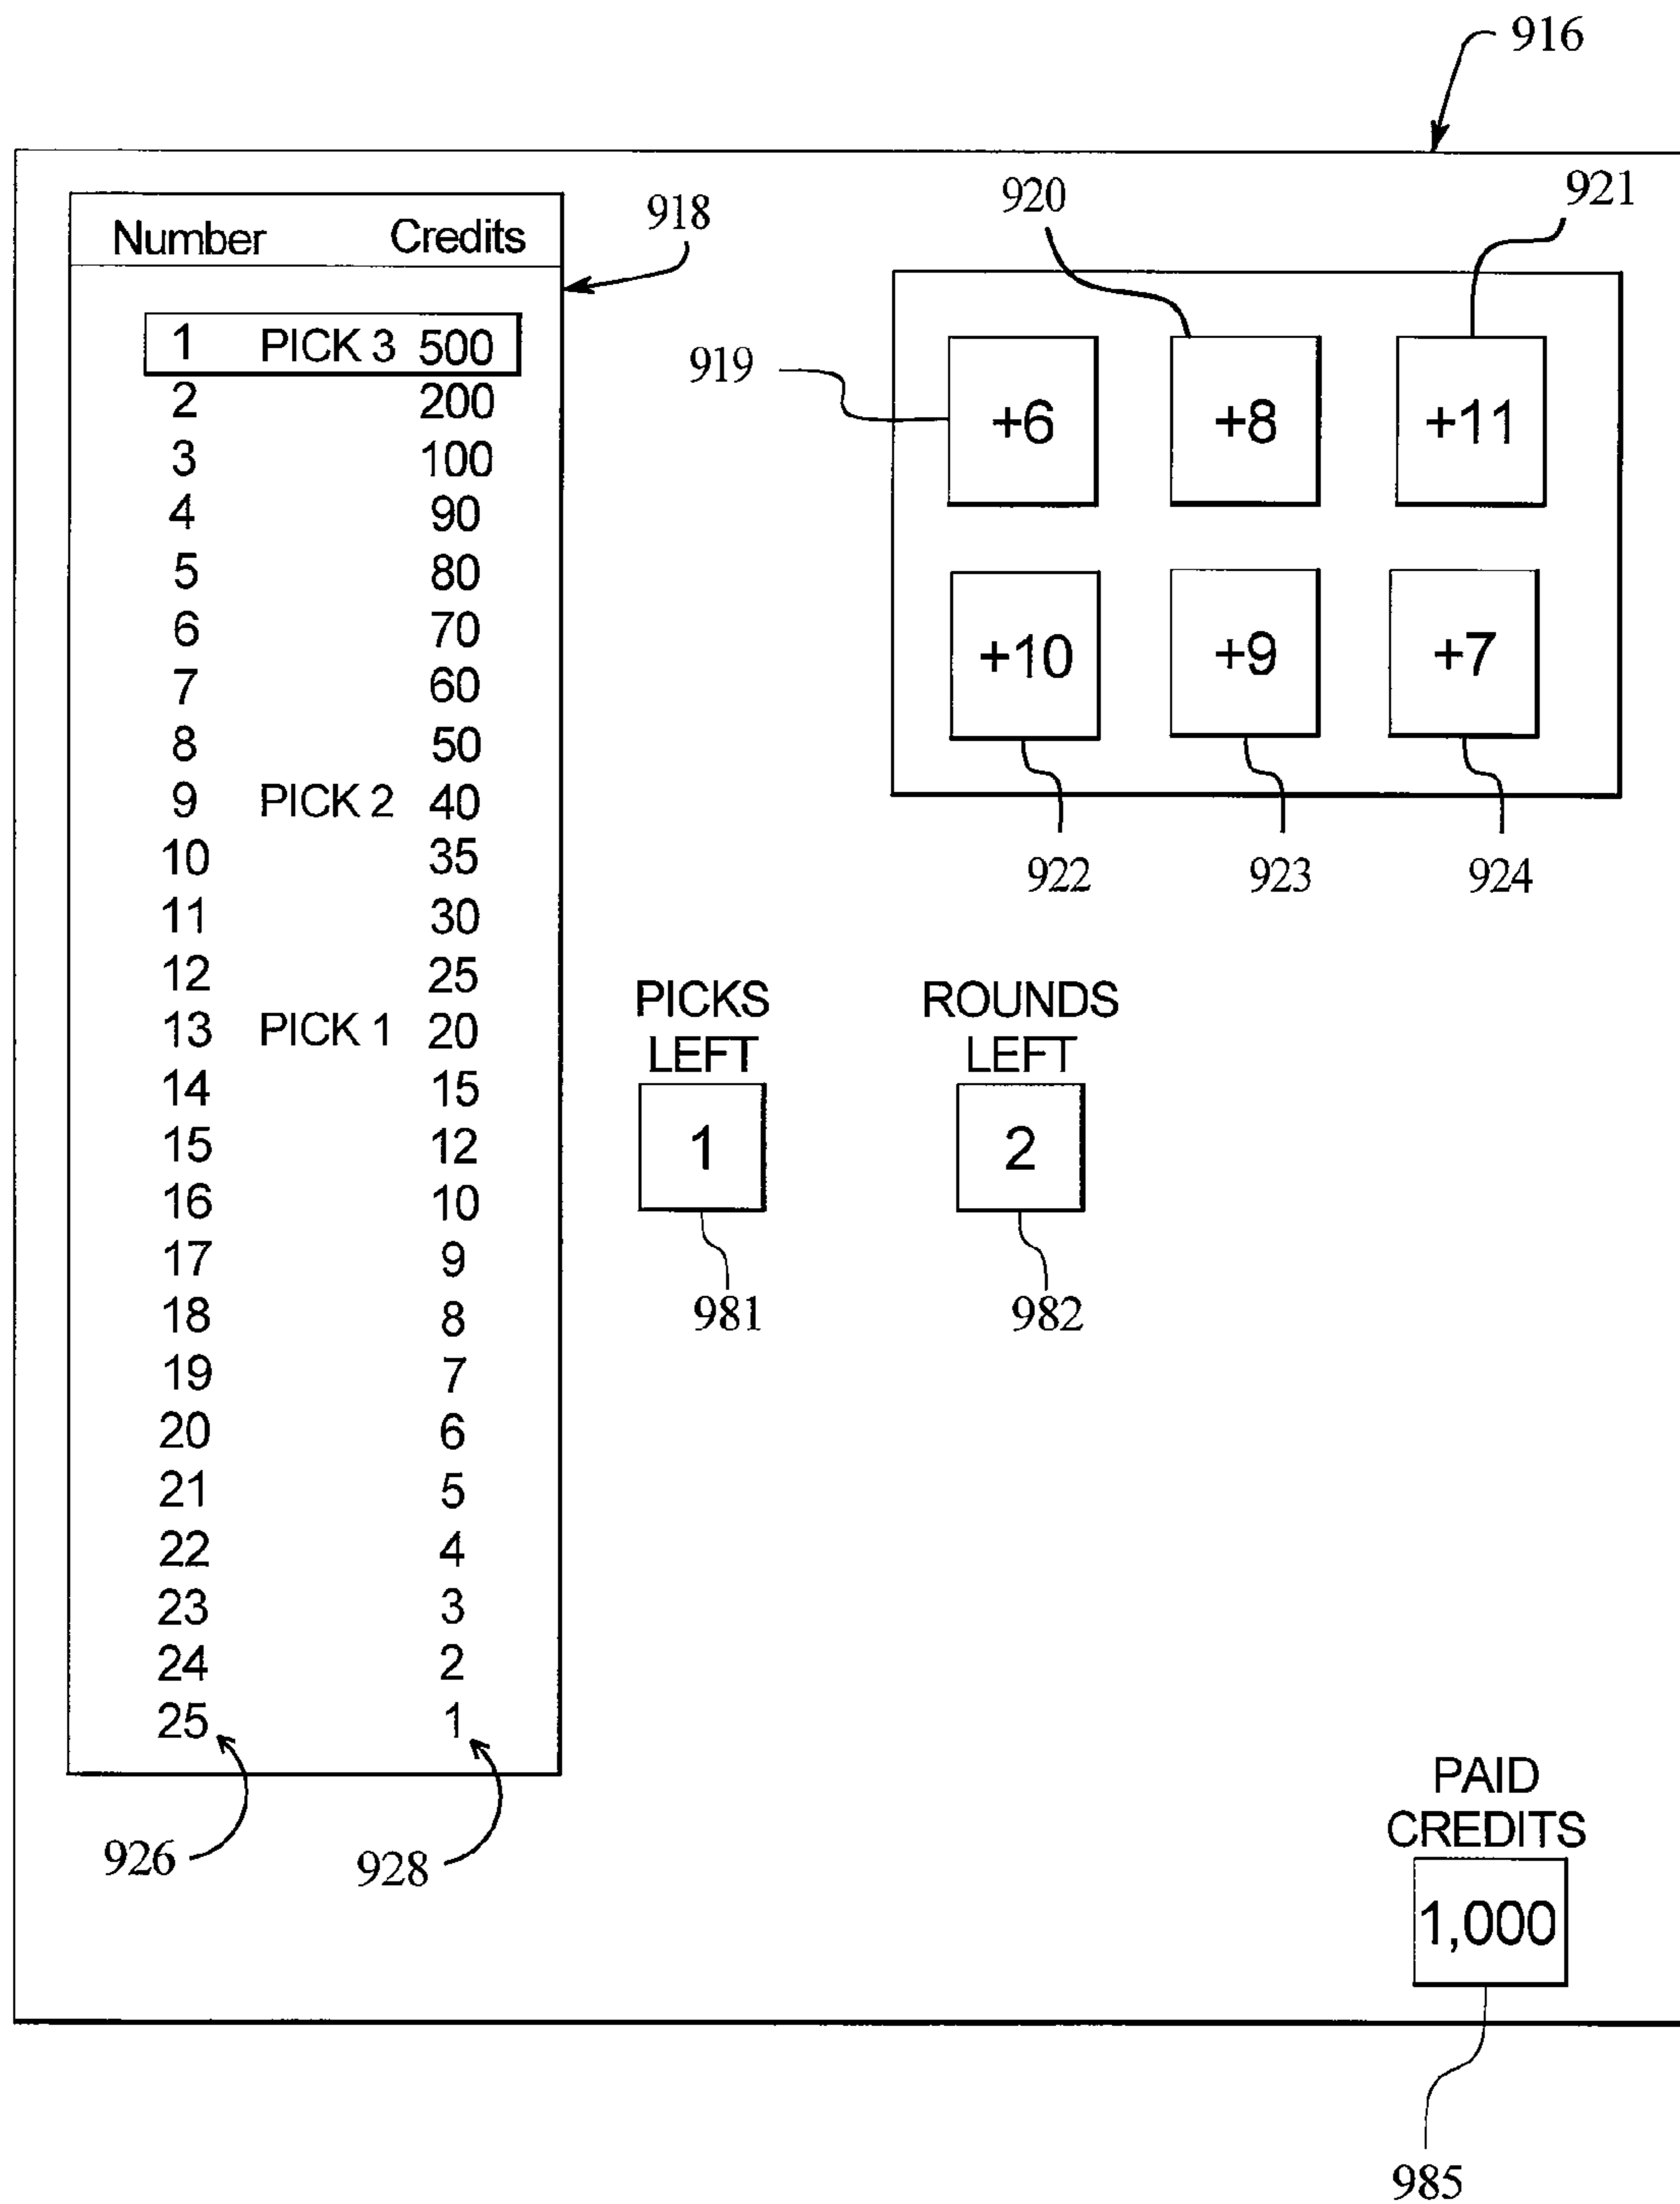 916
918
920
921
Number Credits
1 PICK 3 500
2 200
3 100
4 90
5 80
6 70
7 60
8 50
9 PICK 2 40
10 35
11 30
12 25
13 PICK 1 20
14 15
15 12
16 10
17 9
18 8
19 7
20 6
21 5
22 4
23 3
24 2
25 1
926 928
919
+6 +8 +11
+10 +9 +7
922 923 924
PICKS
LEFT
1
981
ROUNDS
LEFT
2
982
PAID
CREDITS
1,000
985